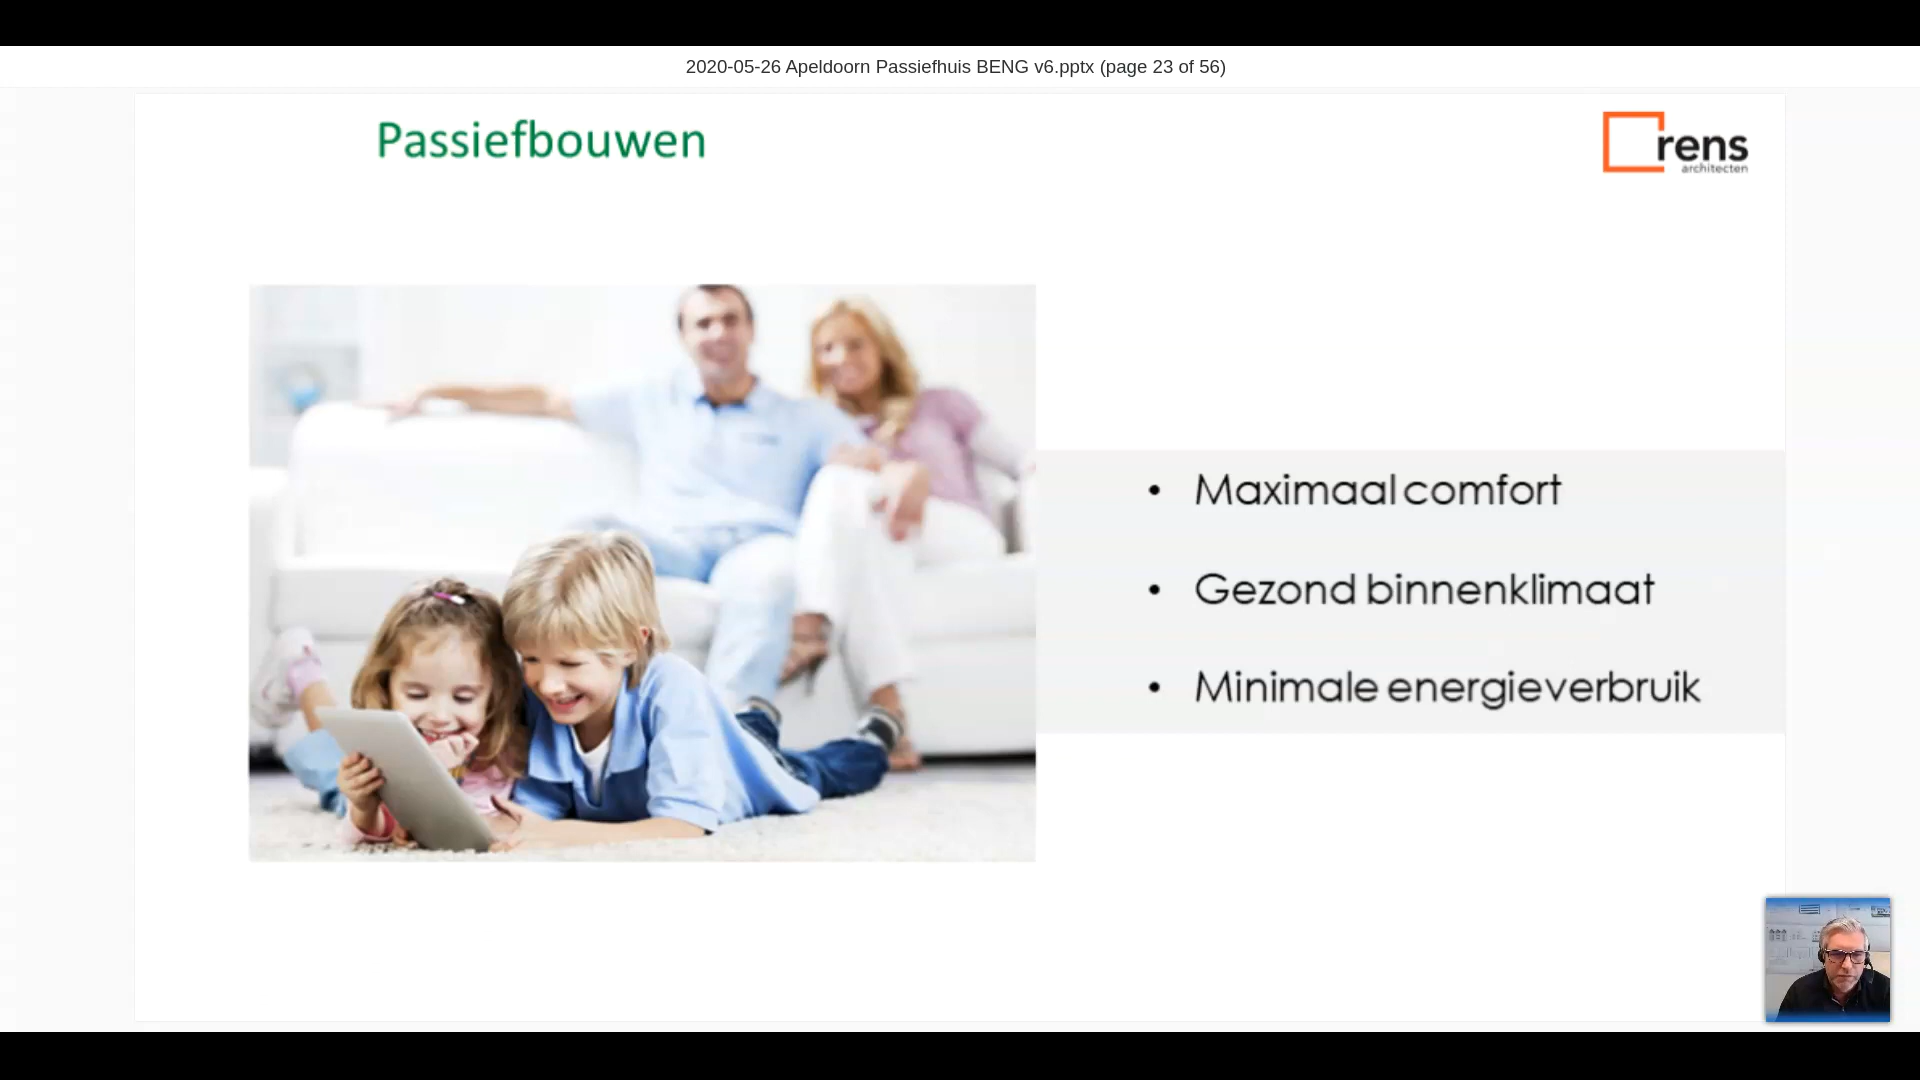 2020-05-26 Apeldoorn Passiefhuis BENG v6.pptx (page 23 of 56)
Passiefbouwen
rens
architecten
• Maximaal comfort
• Gezond binnenklimaat
• Minimale energieverbruik